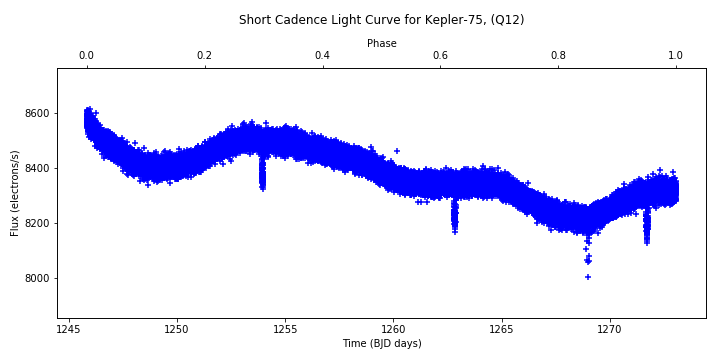 Short Cadence Light Curve for Kepler-75, (Q12)
Phase
0.0 0.2 0.4 0.6 0.8 1.0
8600
8400
8200
8000
Flux (electrons/s)
1245 1250 1255 1260 1265 1270
Time (BJD days)